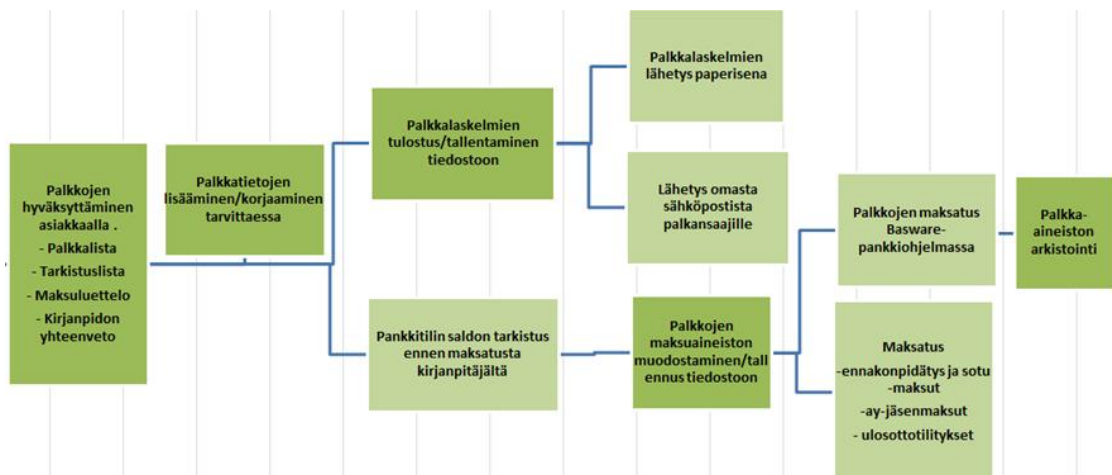 Palkkojen
hyväksyttäminen
asiakkaalla .
- Palkkalista
- Tarkistuslista
- Maksuluettelo
- Kirjanpidon
yhteenveto
Palkkatietojen
lisääminen/korjaaminen
tarvittaessa
Palkkalaskelmien
tulostus/tallentaminen
tiedostoon
Palkkalaskelmien
lähetys paperisena
Lähetys omasta
sähköpostista
palkansaajille
Pankkitilin saldon tarkistus
ennen maksatusta
kirjanpitäjältä
Palkkojen
maksuaineiston
muodostaminen/tall
ennus tiedostoon
Palkkojen maksatus
Basware-
pankkiohjelmassa
Maksatus
-ennakonpidätys ja sotu
-maksut
-ay-jäsenmaksut
- ulosottotilitykset
Palkka-
aineiston
arkistointi